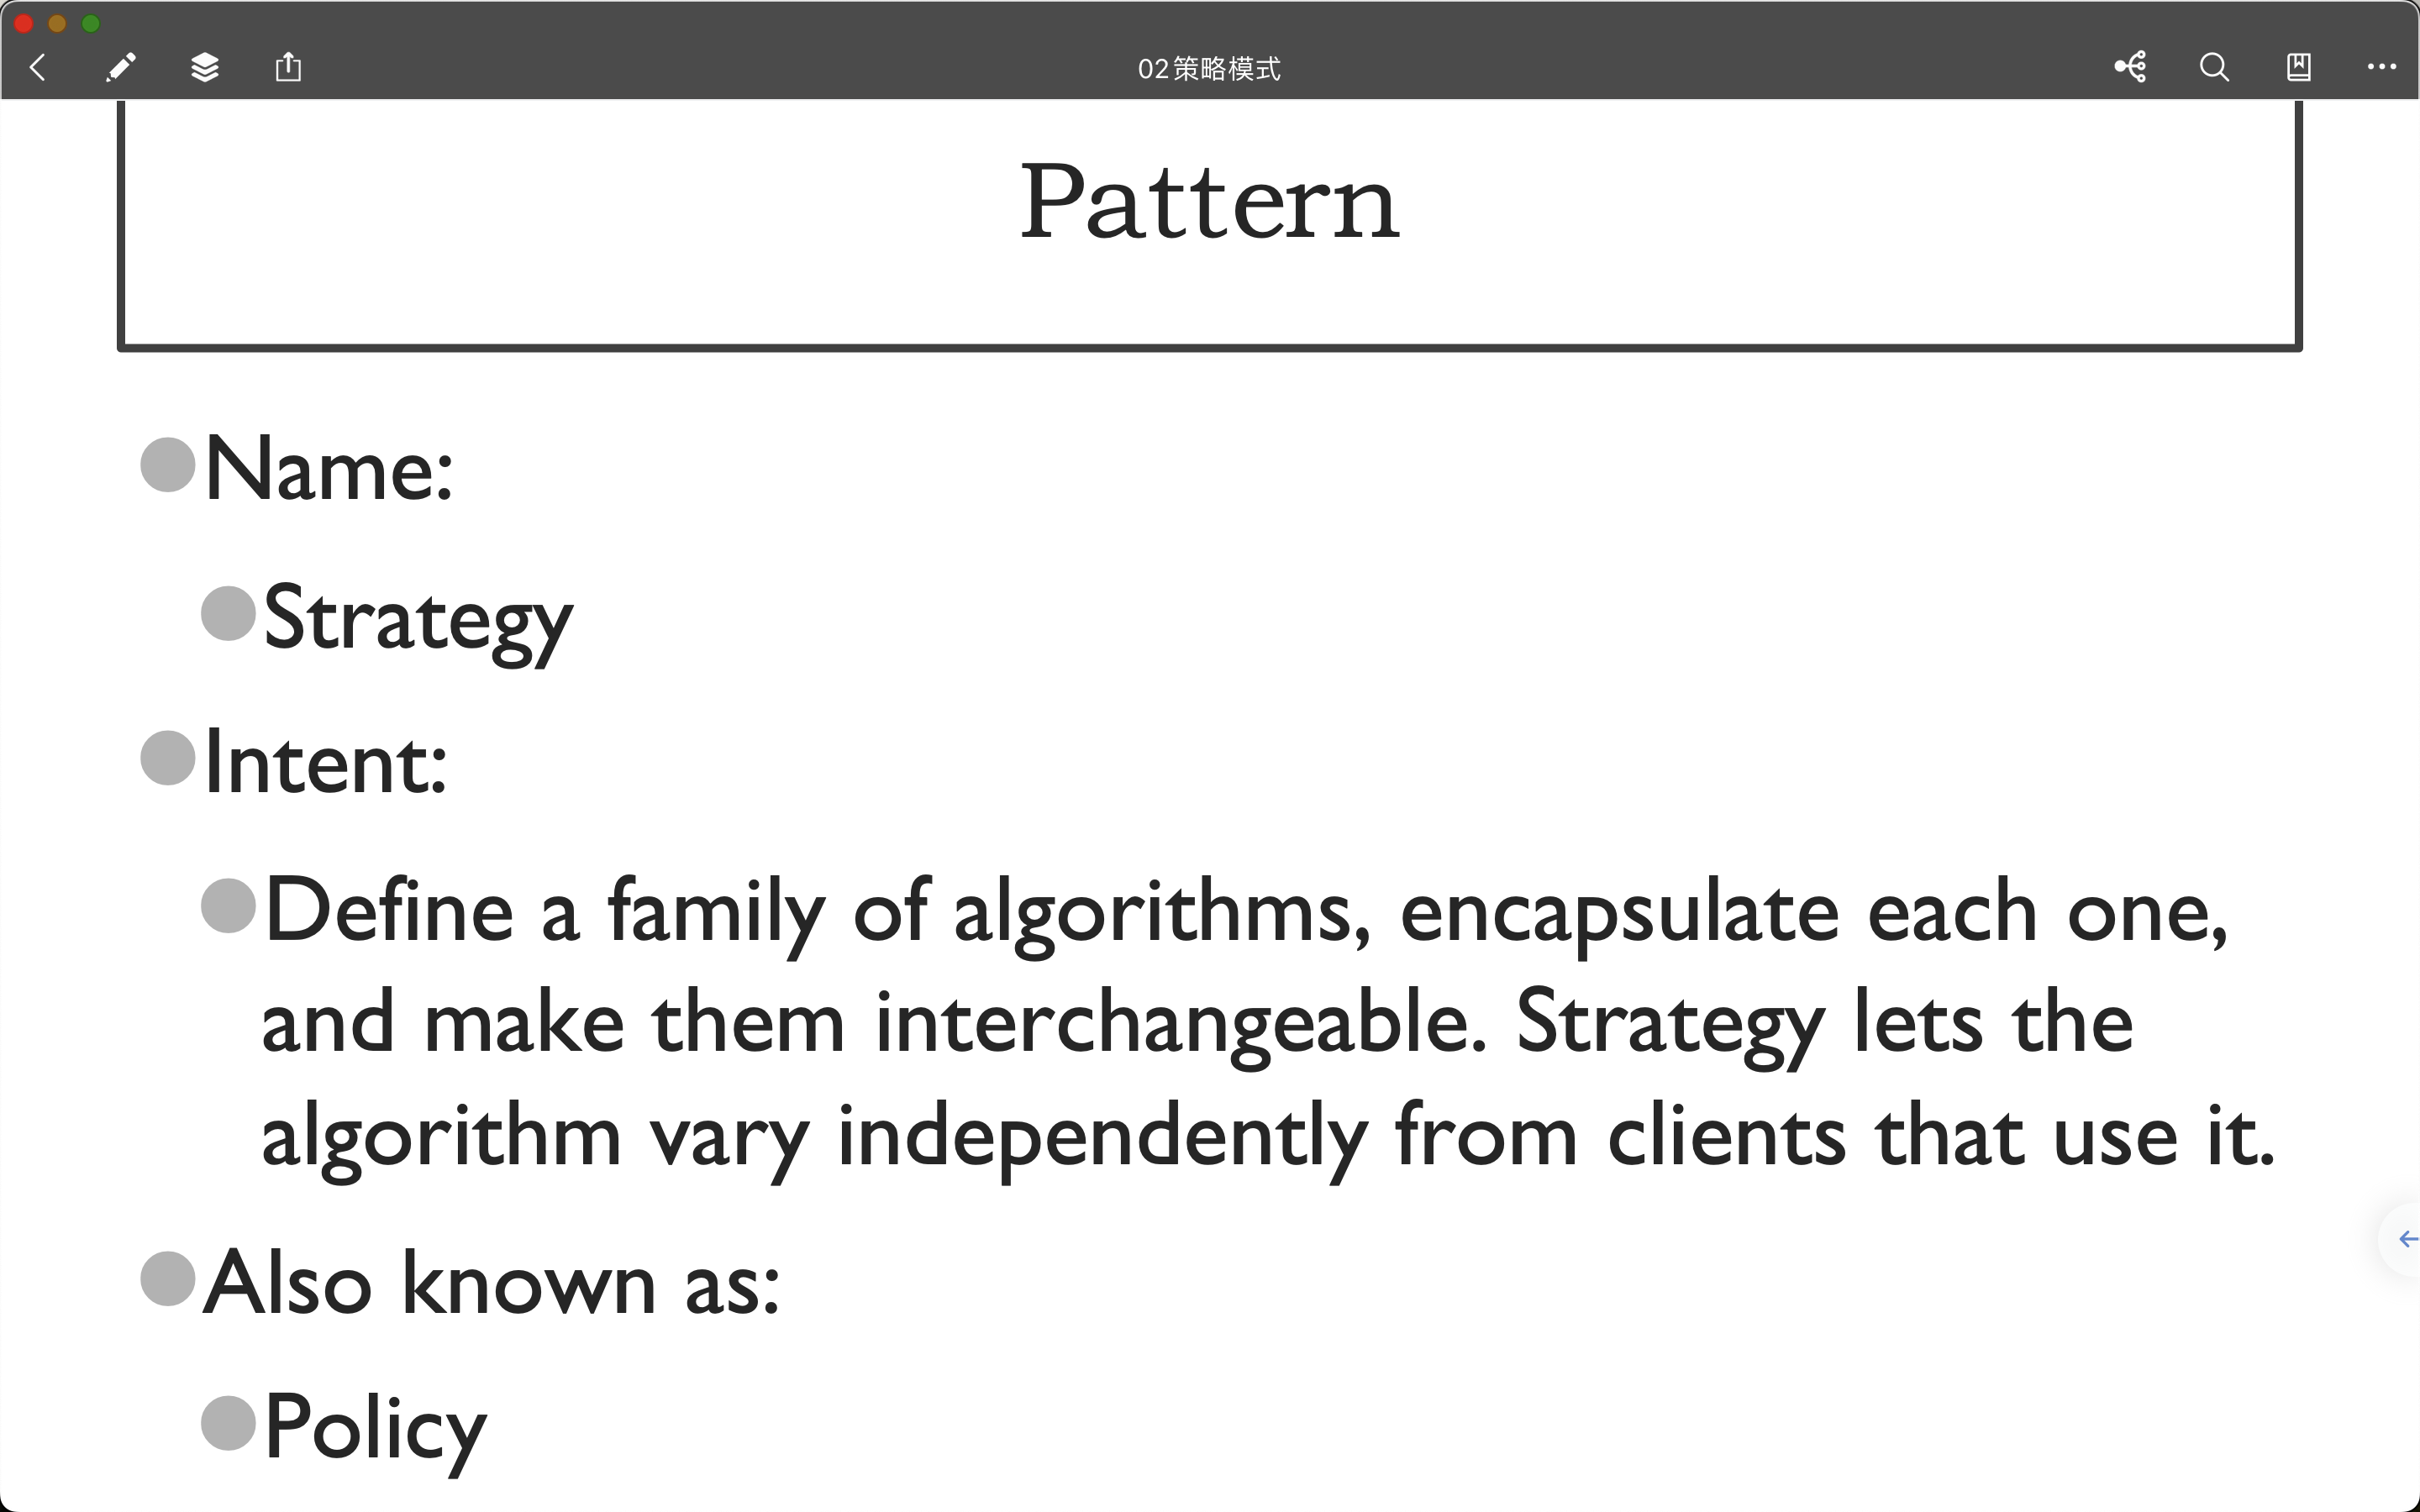 02策略模式
Pattern
Name:
Strategy
Intent:
Define a family of algorithms, encapsulate each one,
and make them interchangeable. Strategy lets the
algorithm vary independently from clients that use it.
Also known as:
Policy